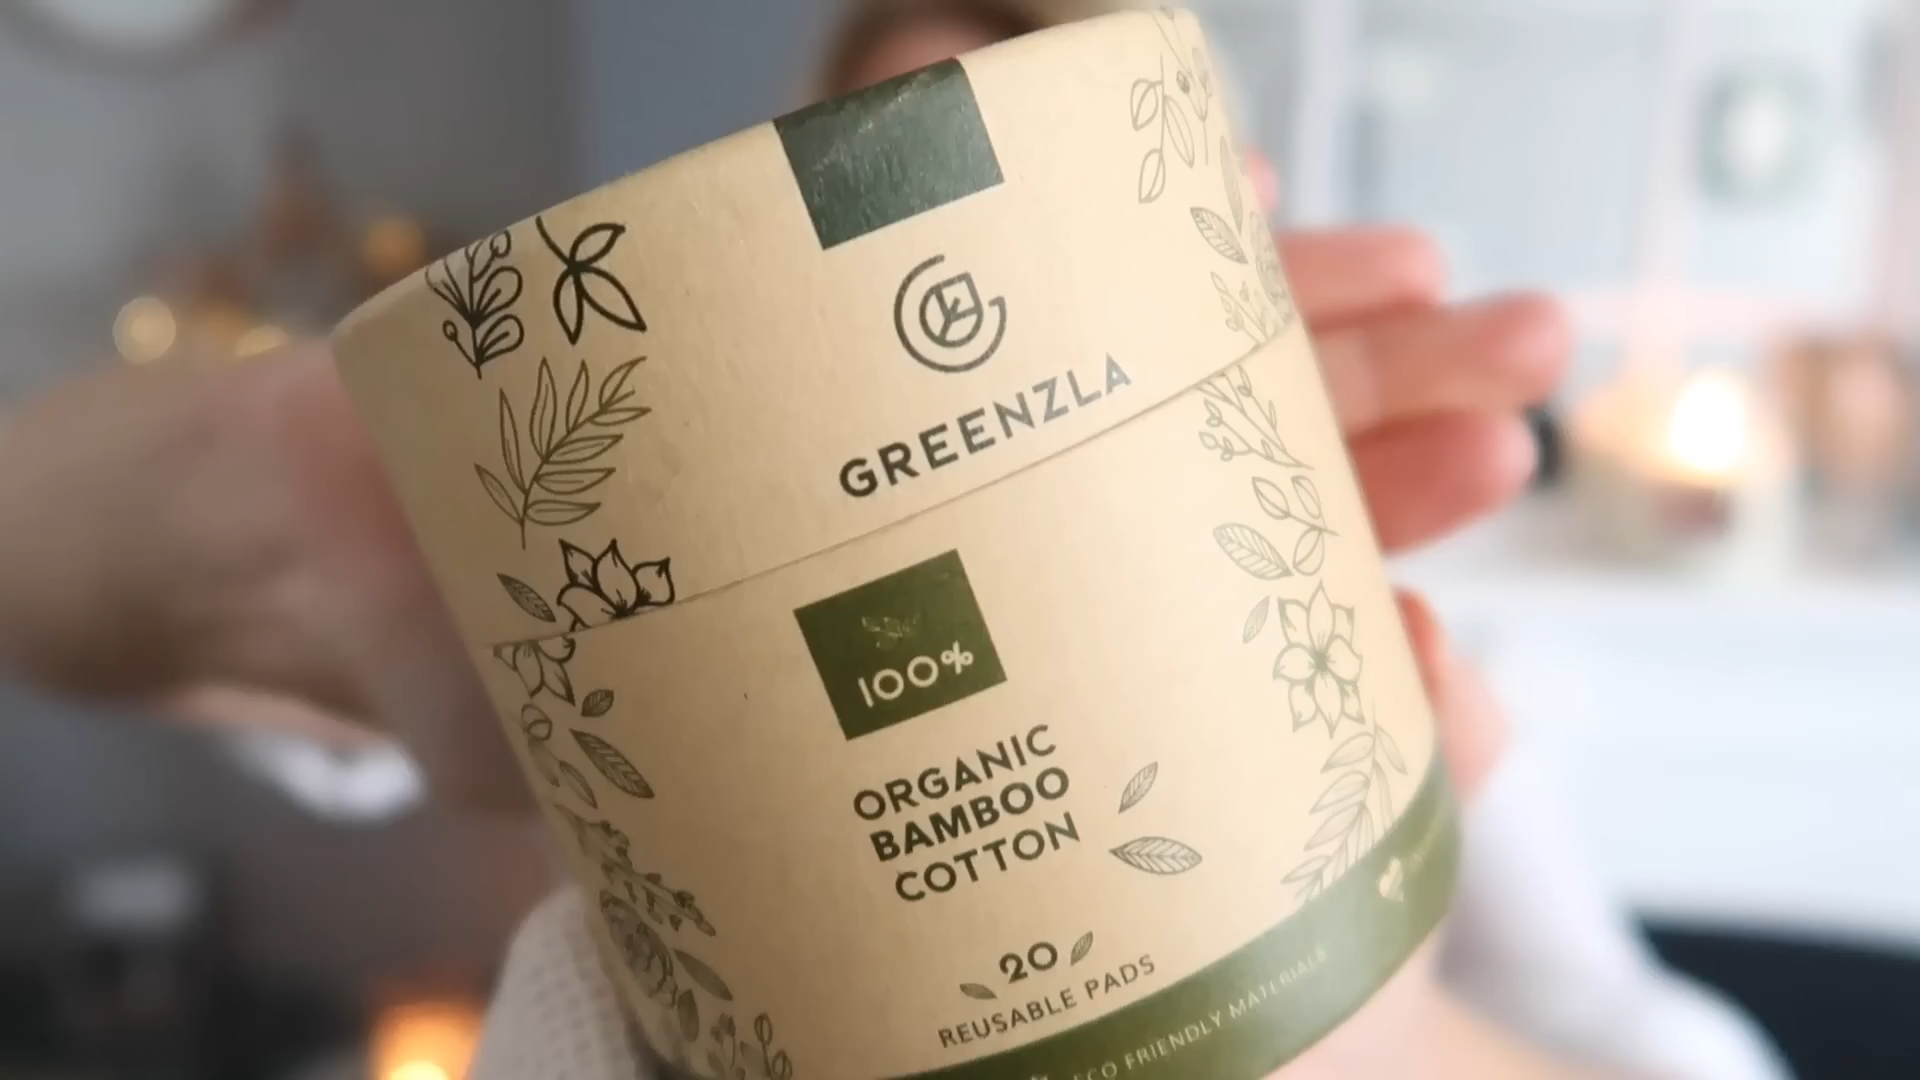 GREENZLA
100%
ORGANIC
BAMBOO
COTTON
20
REUSABLE PADS
ECO FRIENDLY MATERIALS